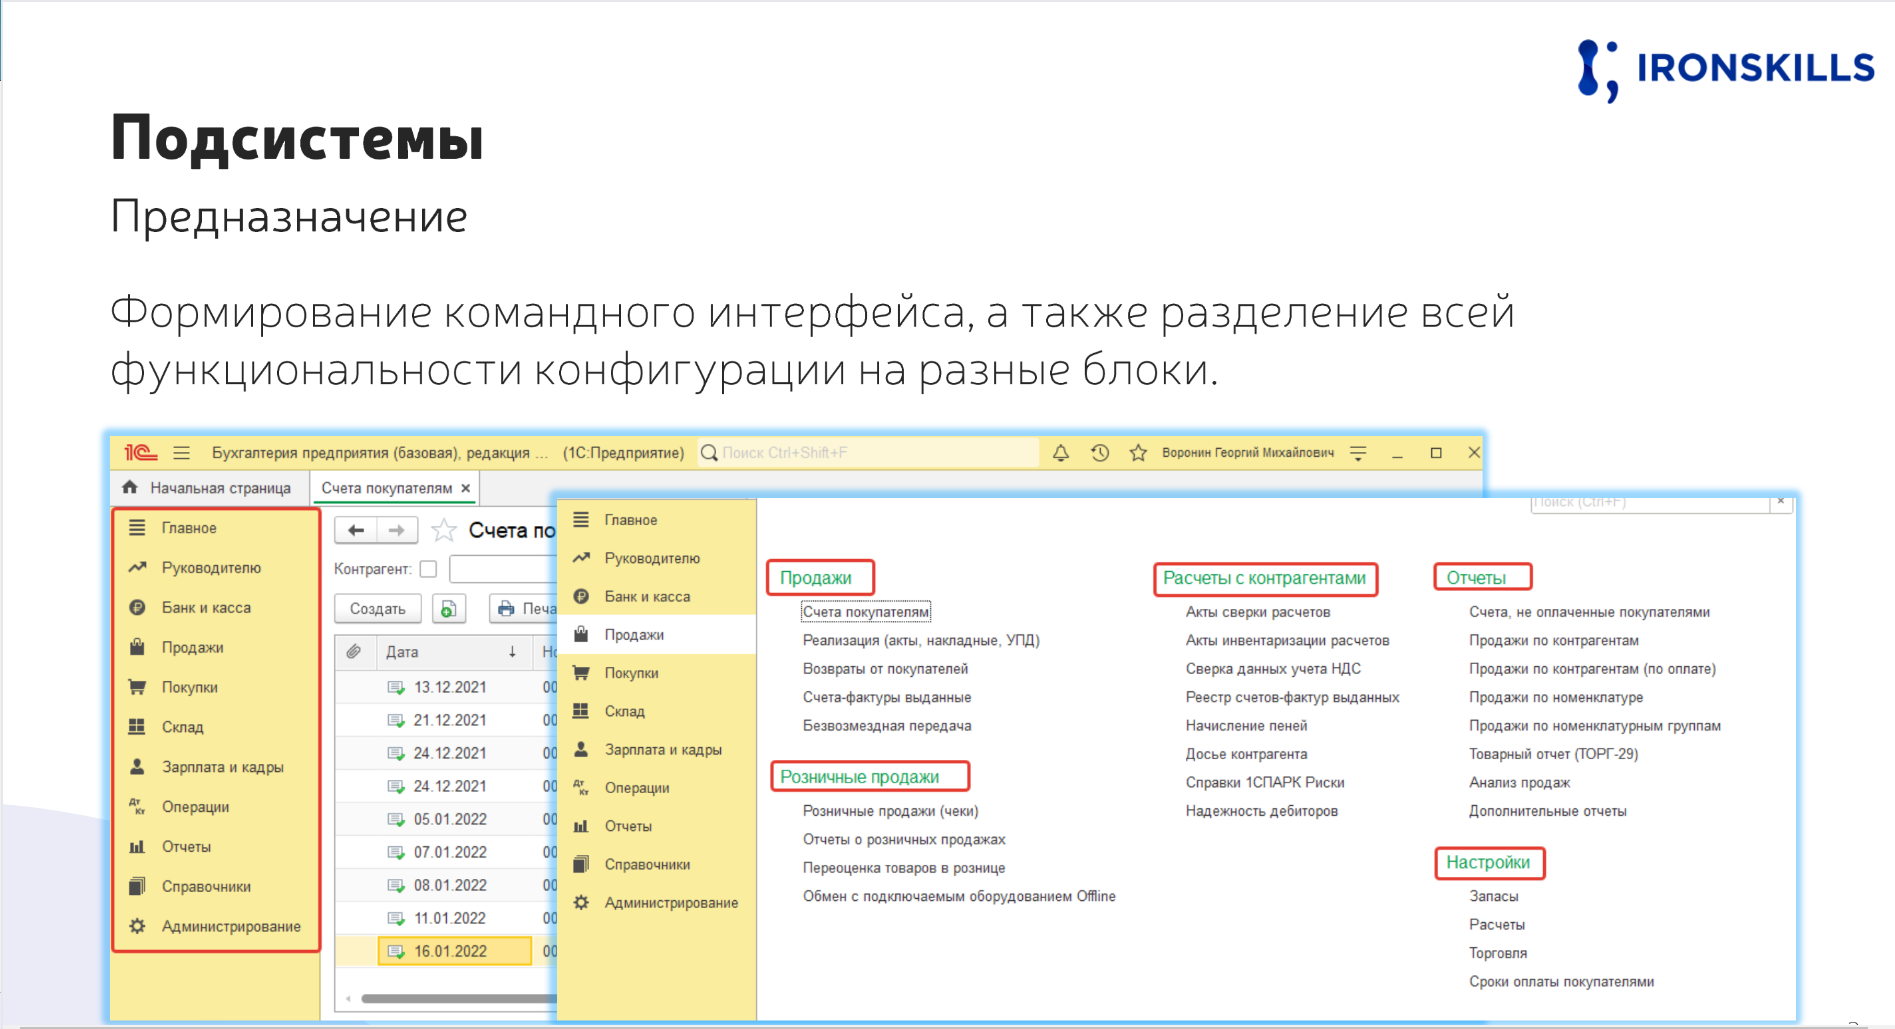 IRONSKILLS
Подсистемы
Предназначение
Формирование командного интерфейса, а также разделение всей
функциональности конфигурации на разные блоки.
1С Бухгалтерия предприятия (базовая), редакция ... (1С:Предприятие) Поиск Ctrl+Shift+F Воронин Георгий Михайлович
Начальная страница Счета покупателям
Главное
Руководителю
Банк и касса
Продажи
Покупки
Склад
Зарплата и кадры
Дт Кт Операции
Отчеты
Справочники
Администрирование
Счета по
Контрагент:
Создать Печа
Дата ↓ Но
13.12.2021 00
21.12.2021 00
24.12.2021 00
24.12.2021 00
05.01.2022 00
07.01.2022 00
08.01.2022 00
11.01.2022 00
16.01.2022 00
Поиск (Ctrl+F) ×
Главное
Руководителю
Банк и касса
Продажи
Покупки
Склад
Зарплата и кадры
Дт Кт Операции
Отчеты
Справочники
Администрирование
Продажи
Счета покупателям
Реализация (акты, накладные, УПД)
Возвраты от покупателей
Счета-фактуры выданные
Безвозмездная передача
Розничные продажи
Розничные продажи (чеки)
Отчеты о розничных продажах
Переоценка товаров в рознице
Обмен с подключаемым оборудованием Offline
Расчеты с контрагентами
Акты сверки расчетов
Акты инвентаризации расчетов
Сверка данных учета НДС
Реестр счетов-фактур выданных
Начисление пеней
Досье контрагента
Справки 1СПАРК Риски
Надежность дебиторов
Отчеты
Счета, не оплаченные покупателями
Продажи по контрагентам
Продажи по контрагентам (по оплате)
Продажи по номенклатуре
Продажи по номенклатурным группам
Товарный отчет (ТОРГ-29)
Анализ продаж
Дополнительные отчеты
Настройки
Запасы
Расчеты
Торговля
Сроки оплаты покупателями